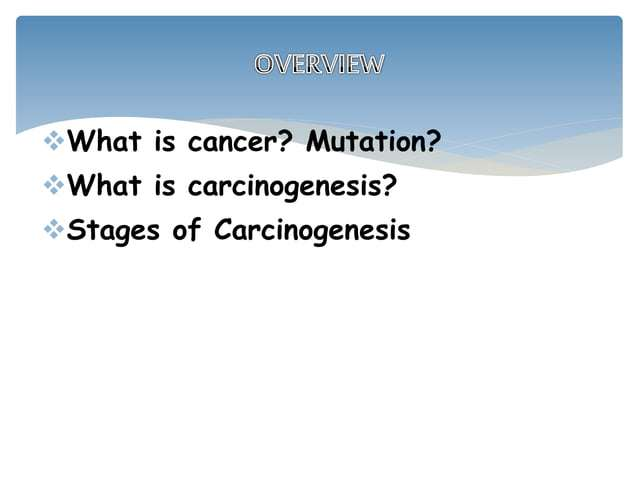 OVERVIEW
❖What is cancer? Mutation?
❖What is carcinogenesis?
❖Stages of Carcinogenesis